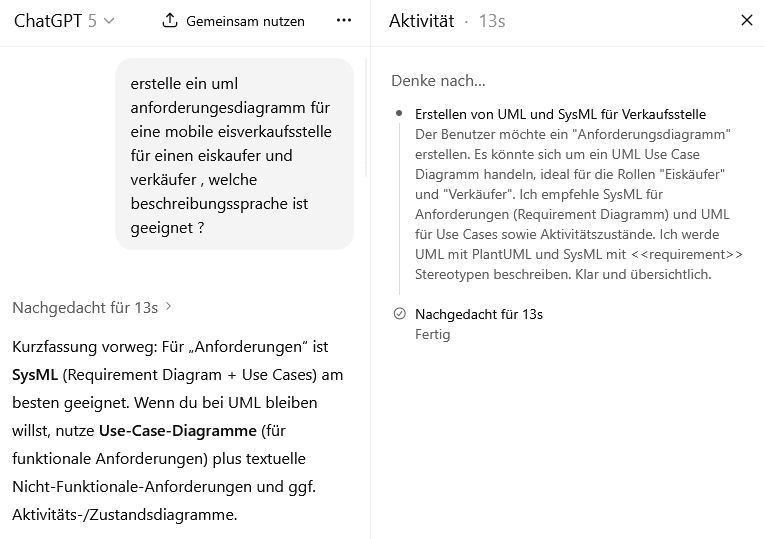 ChatGPT 5
Gemeinsam nutzen
erstelle ein uml
anforderungesdiagramm für
eine mobile eisverkaufsstelle
für einen eiskaufer und
verkäufer , welche
beschreibungssprache ist
geeignet ?
Nachgedacht für 13s
Kurzfassung vorweg: Für „Anforderungen“ ist
SysML (Requirement Diagram + Use Cases) am
besten geeignet. Wenn du bei UML bleiben
willst, nutze Use-Case-Diagramme (für
funktionale Anforderungen) plus textuelle
Nicht-Funktionale-Anforderungen und ggf.
Aktivitäts-/Zustandsdiagramme.
Aktivität · 13s
Denke nach...
Erstellen von UML und SysML für Verkaufsstelle
Der Benutzer möchte ein "Anforderungsdiagramm"
erstellen. Es könnte sich um ein UML Use Case
Diagramm handeln, ideal für die Rollen "Eiskäufer"
und "Verkäufer". Ich empfehle SysML für
Anforderungen (Requirement Diagramm) und UML
für Use Cases sowie Aktivitätszustände. Ich werde
UML mit PlantUML und SysML mit <<requirement>>
Stereotypen beschreiben. Klar und übersichtlich.
Nachgedacht für 13s
Fertig